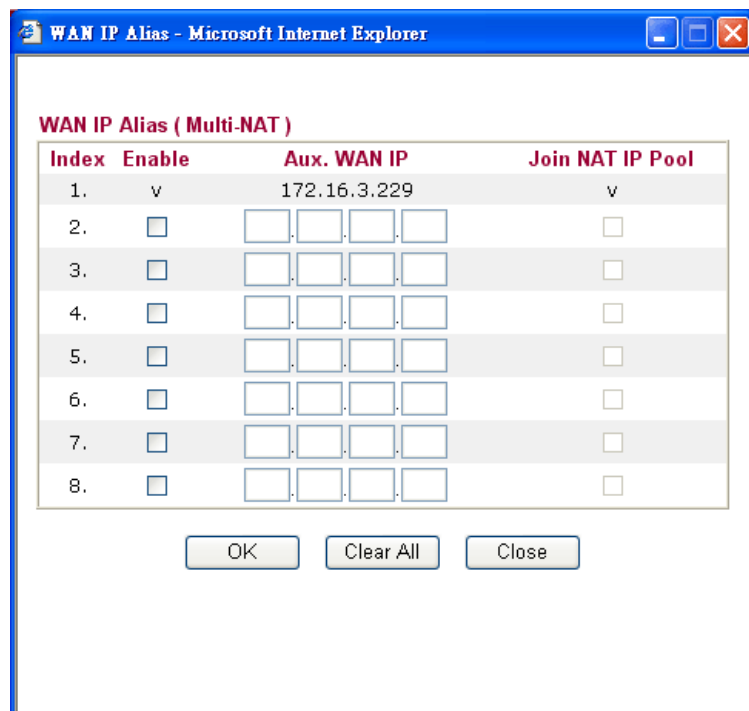 WAN IP Alias - Microsoft Internet Explorer
WAN IP Alias ( Multi-NAT )
Index Enable Aux. WAN IP Join NAT IP Pool
1. v 172.16.3.229 v
2. . . .
3. . . .
4. . . .
5. . . .
6. . . .
7. . . .
8. . . .
OK Clear All Close